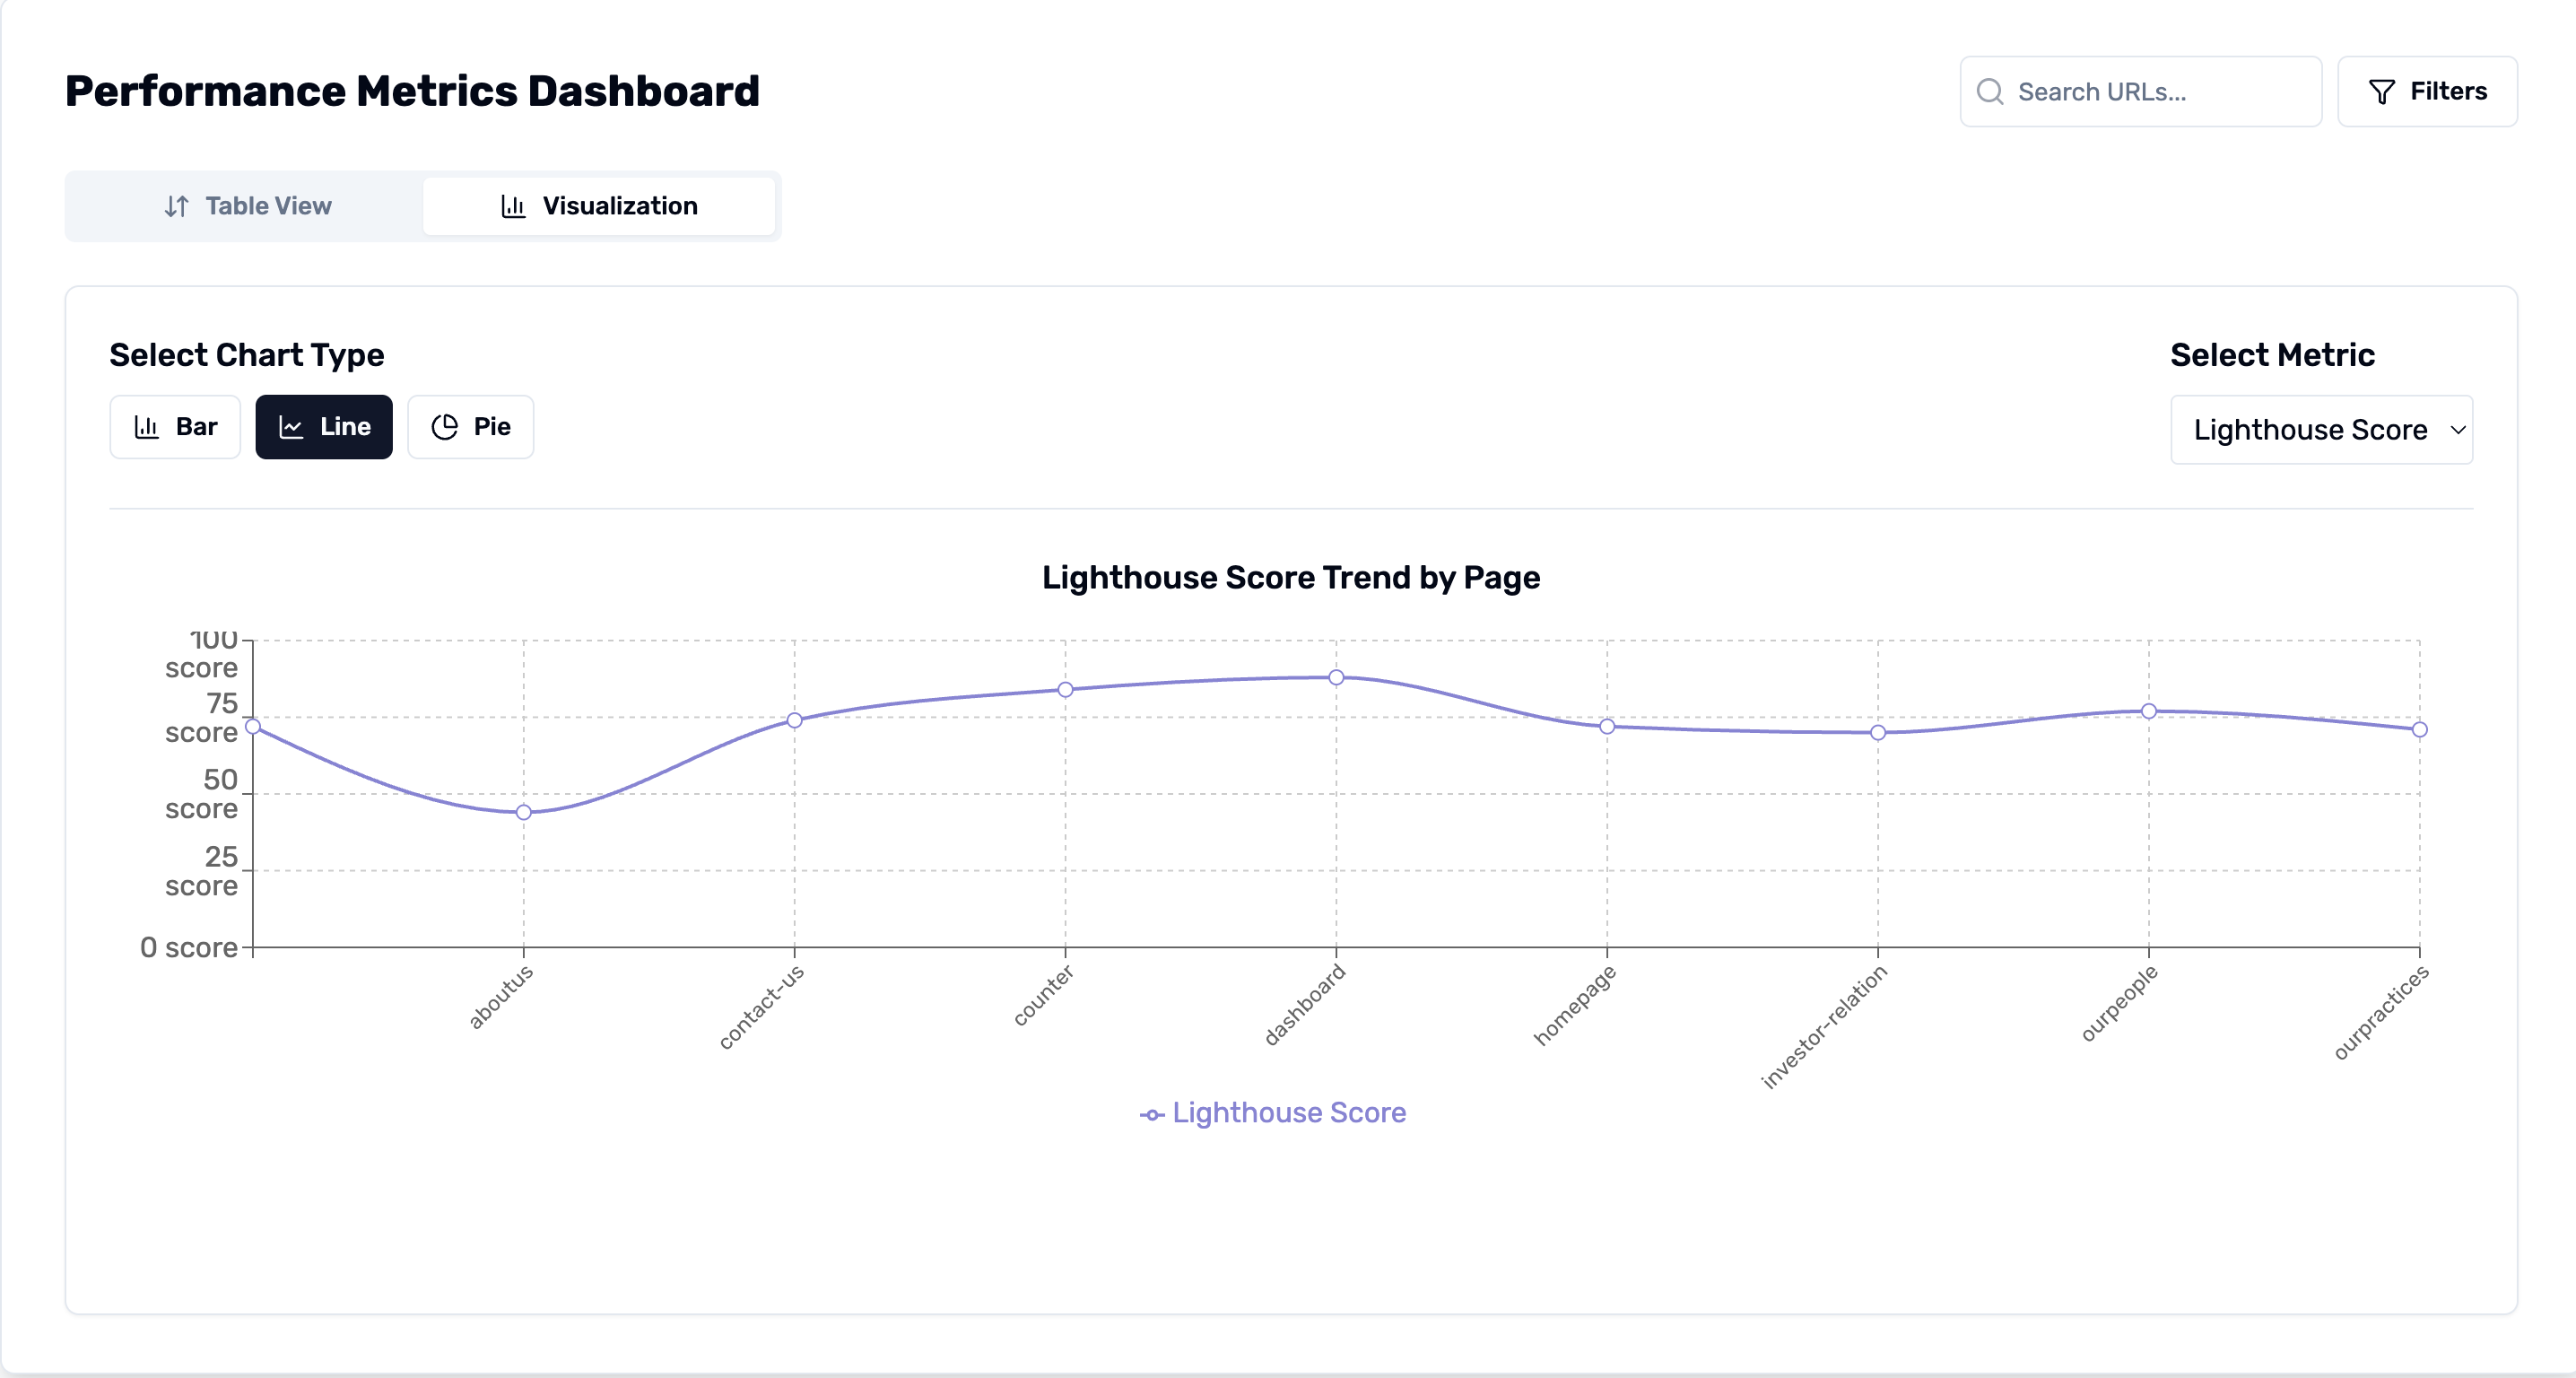 Performance Metrics Dashboard
Search URLs...
Filters
Table View
Visualization
Select Chart Type
Select Metric
Bar
Line
Pie
Lighthouse Score
Lighthouse Score Trend by Page
100
score
75
score
50
score
25
score
0 score
aboutus
contact-us
counter
dashboard
homepage
investor-relation
ourpeople
ourpractices
Lighthouse Score